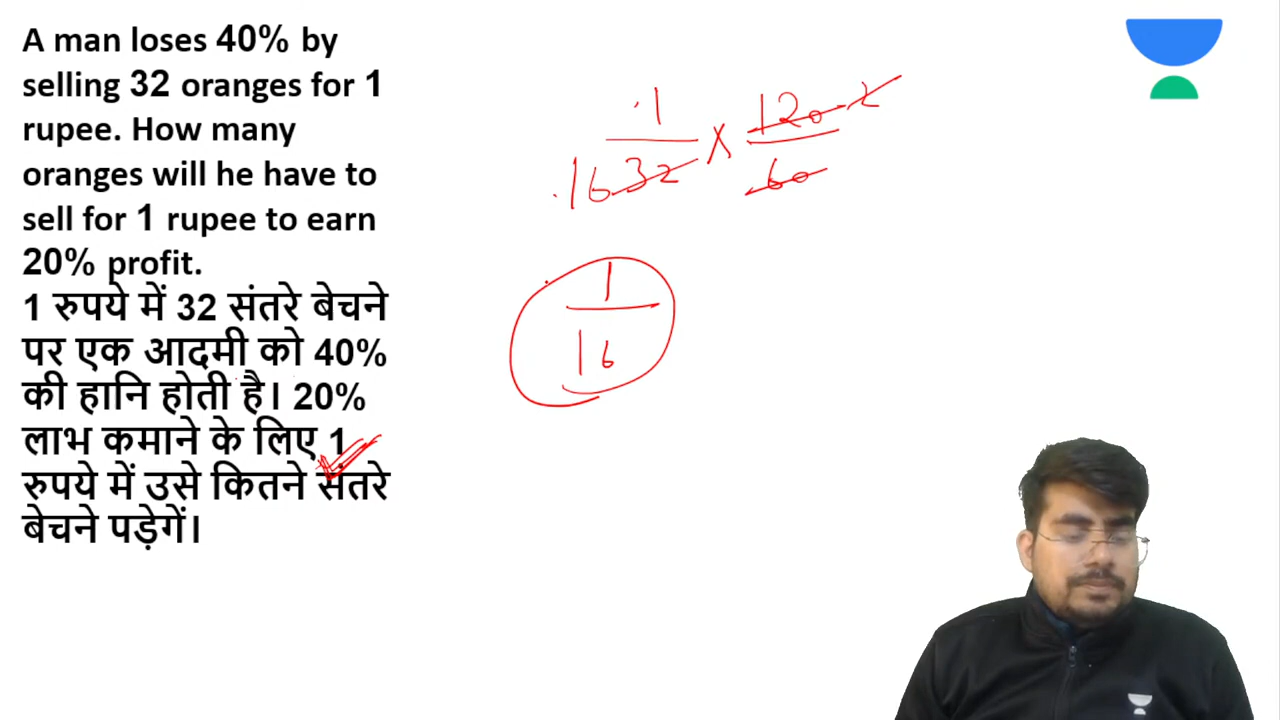 A man loses 40% by
selling 32 oranges for 1
rupee. How many
oranges will he have to
sell for 1 rupee to earn
20% profit.
1 रुपये में 32 संतरे बेचने
पर एक आदमी को 40%
की हानि होती है। 20%
लाभ कमाने के लिए 1
रुपये में उसे कितने संतरे
बेचने पड़ेगें।
1 120 2
16 32 × 60
1
16